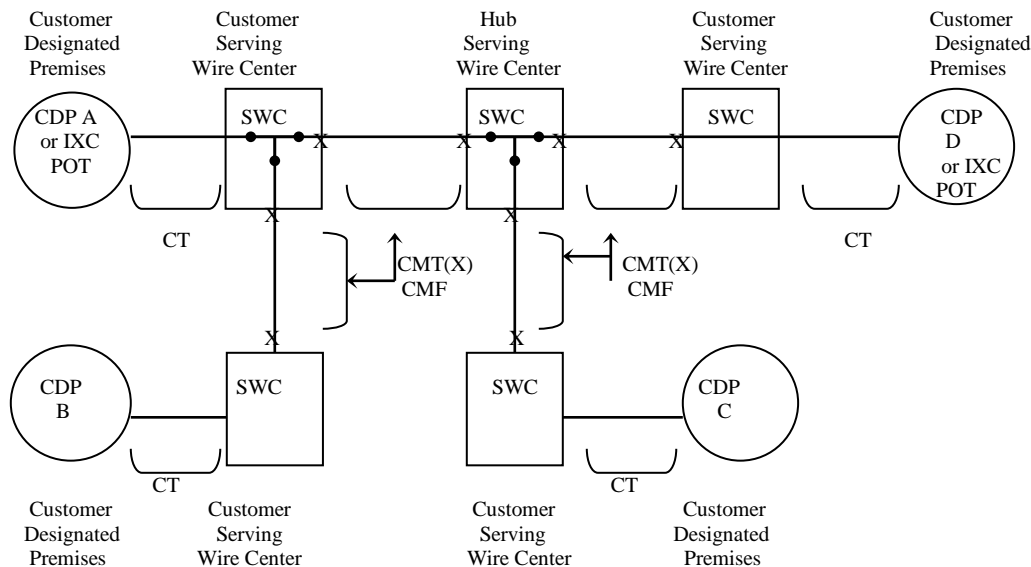 Customer
Designated
Premises
Customer
Serving
Wire Center
Hub
Serving
Wire Center
Customer
Serving
Wire Center
Customer
Designated
Premises
CDP A
or IXC
POT
SWC
X
X
SWC
X
X
SWC
CDP
D
or IXC
POT
X
X
CT
CT
CMT(X)
CMF
CMT(X)
CMF
X
X
CDP
B
SWC
SWC
CDP
C
CT
CT
Customer
Designated
Premises
Customer
Serving
Wire Center
Customer
Serving
Wire Center
Customer
Designated
Premises